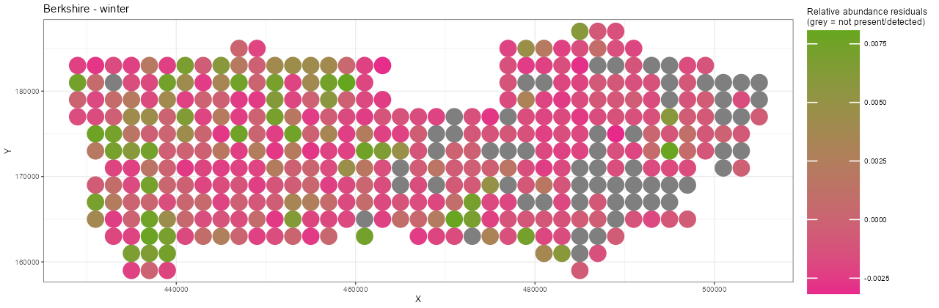 Berkshire - winter
Relative abundance residuals
(grey = not present/detected)
0.0075
0.0050
0.0025
0.0000
-0.0025
Y
180000
170000
160000
440000 460000 480000 500000
X